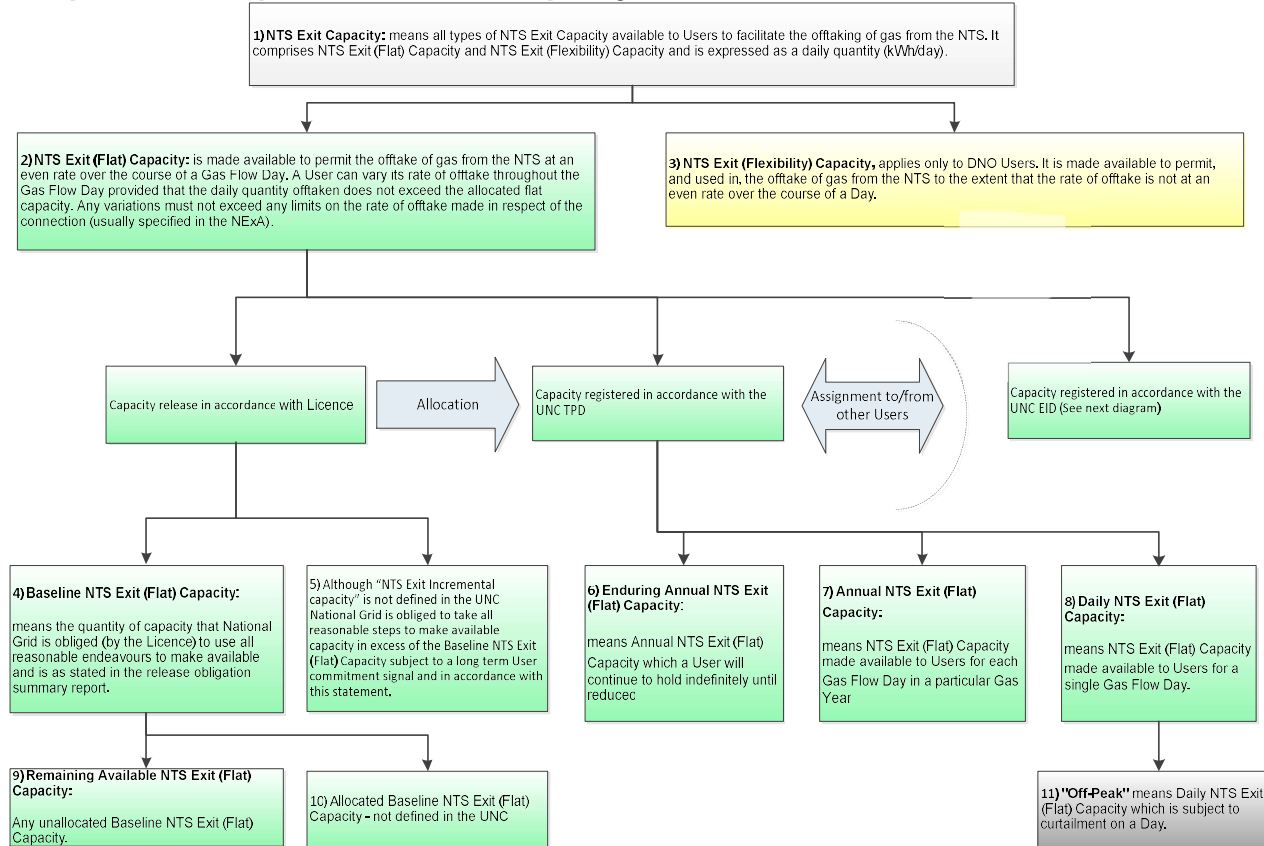 1) NTS Exit Capacity: means all types of NTS Exit Capacity available to Users to facilitate the offtaking of gas from the NTS. It
comprises NTS Exit (Flat) Capacity and NTS Exit (Flexibility) Capacity and is expressed as a daily quantity (kWh/day).
2) NTS Exit (Flat) Capacity: is made available to permit the offtake of gas from the NTS at an
even rate over the course of a Gas Flow Day. A User can vary its rate of offtake throughout the
Gas Flow Day provided that the daily quantity offtaken does not exceed the allocated flat
capacity. Any variations must not exceed any limits on the rate of offtake made in respect of the
connection (usually specified in the NExA).
3) NTS Exit (Flexibility) Capacity, applies only to DNO Users. It is made available to permit,
and used in, the offtake of gas from the NTS to the extent that the rate of offtake is not at an
even rate over the course of a Day.
Capacity release in accordance with Licence
Allocation
Capacity registered in accordance with the
UNC TPD
Assignment to/from
other Users
Capacity registered in accordance with the
UNC EID (See next diagram)
4) Baseline NTS Exit (Flat) Capacity:
means the quantity of capacity that National
Grid is obliged (by the Licence) to use all
reasonable endeavours to make available
and is as stated in the release obligation
summary report.
5) Although “NTS Exit Incremental
capacity” is not defined in the UNC
National Grid is obliged to take all
reasonable steps to make available
capacity in excess of the Baseline NTS Exit
(Flat) Capacity subject to a long term User
commitment signal and in accordance with
this statement.
6) Enduring Annual NTS Exit
(Flat) Capacity:
means Annual NTS Exit (Flat)
Capacity which a User will
continue to hold indefinitely until
reduced
7) Annual NTS Exit (Flat)
Capacity:
means NTS Exit (Flat) Capacity
made available to Users for each
Gas Flow Day in a particular Gas
Year
8) Daily NTS Exit (Flat)
Capacity:
means NTS Exit (Flat) Capacity
made available to Users for a
single Gas Flow Day.
9) Remaining Available NTS Exit (Flat)
Capacity:
Any unallocated Baseline NTS Exit (Flat)
Capacity.
10) Allocated Baseline NTS Exit (Flat)
Capacity - not defined in the UNC
11) "Off-Peak" means Daily NTS Exit
(Flat) Capacity which is subject to
curtailment on a Day.